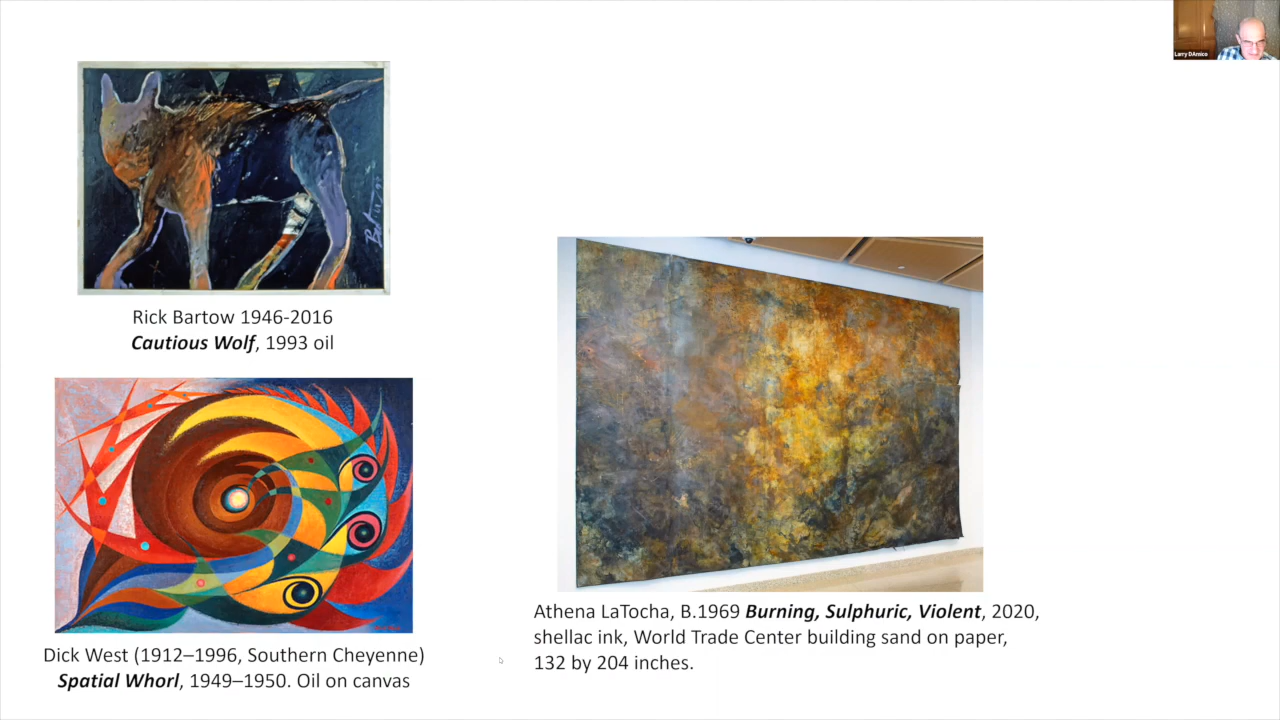 Larry DAmico
Rick Bartow 1946-2016
Cautious Wolf, 1993 oil
Dick West (1912–1996, Southern Cheyenne)
Spatial Whorl, 1949–1950. Oil on canvas
Athena LaTocha, B.1969 Burning, Sulphuric, Violent, 2020,
shellac ink, World Trade Center building sand on paper,
132 by 204 inches.